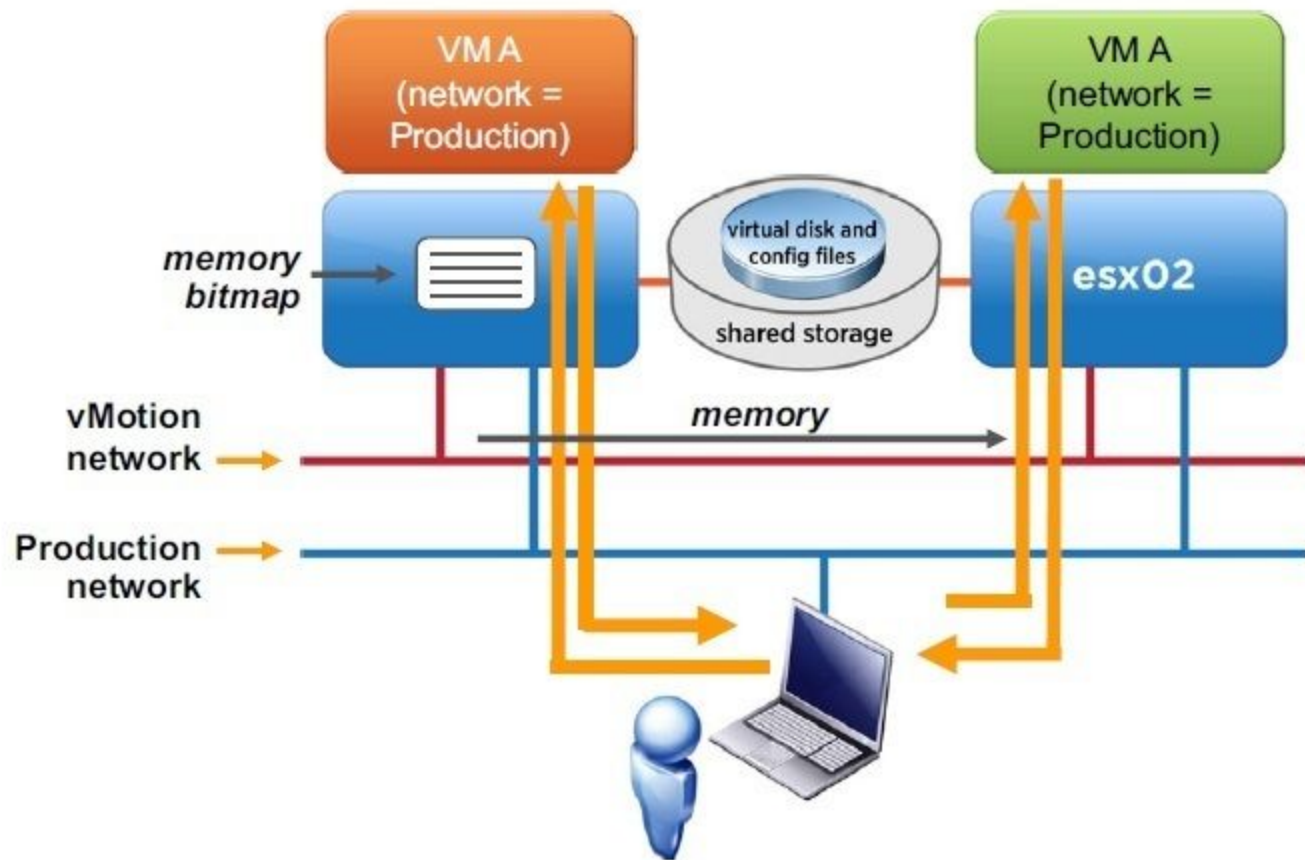 VM A
(network =
Production)
VM A
(network =
Production)
memory
bitmap
virtual disk and
config files
shared storage
esx02
vMotion
network
memory
Production
network